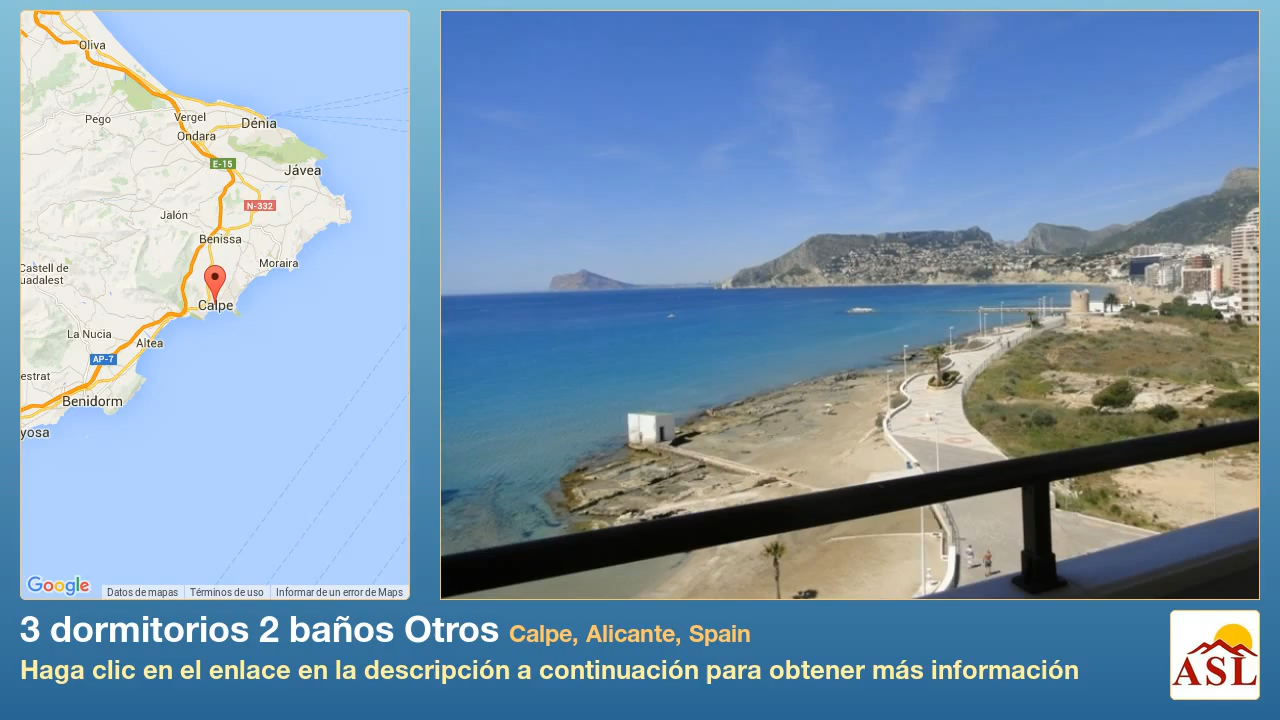 Oliva
Pego
Vergel
Ondara
Dénia
E-15
Jávea
N-332
Jalón
Benissa
Moraira
Castell de
uadalest
Calpe
La Nucia
Altea
AP-7
estrat
Benidorm
yosa
Google
Datos de mapas
Términos de uso
Informar de un error de Maps
3 dormitorios 2 baños Otros Calpe, Alicante, Spain
Haga clic en el enlace en la descripción a continuación para obtener más información
ASL